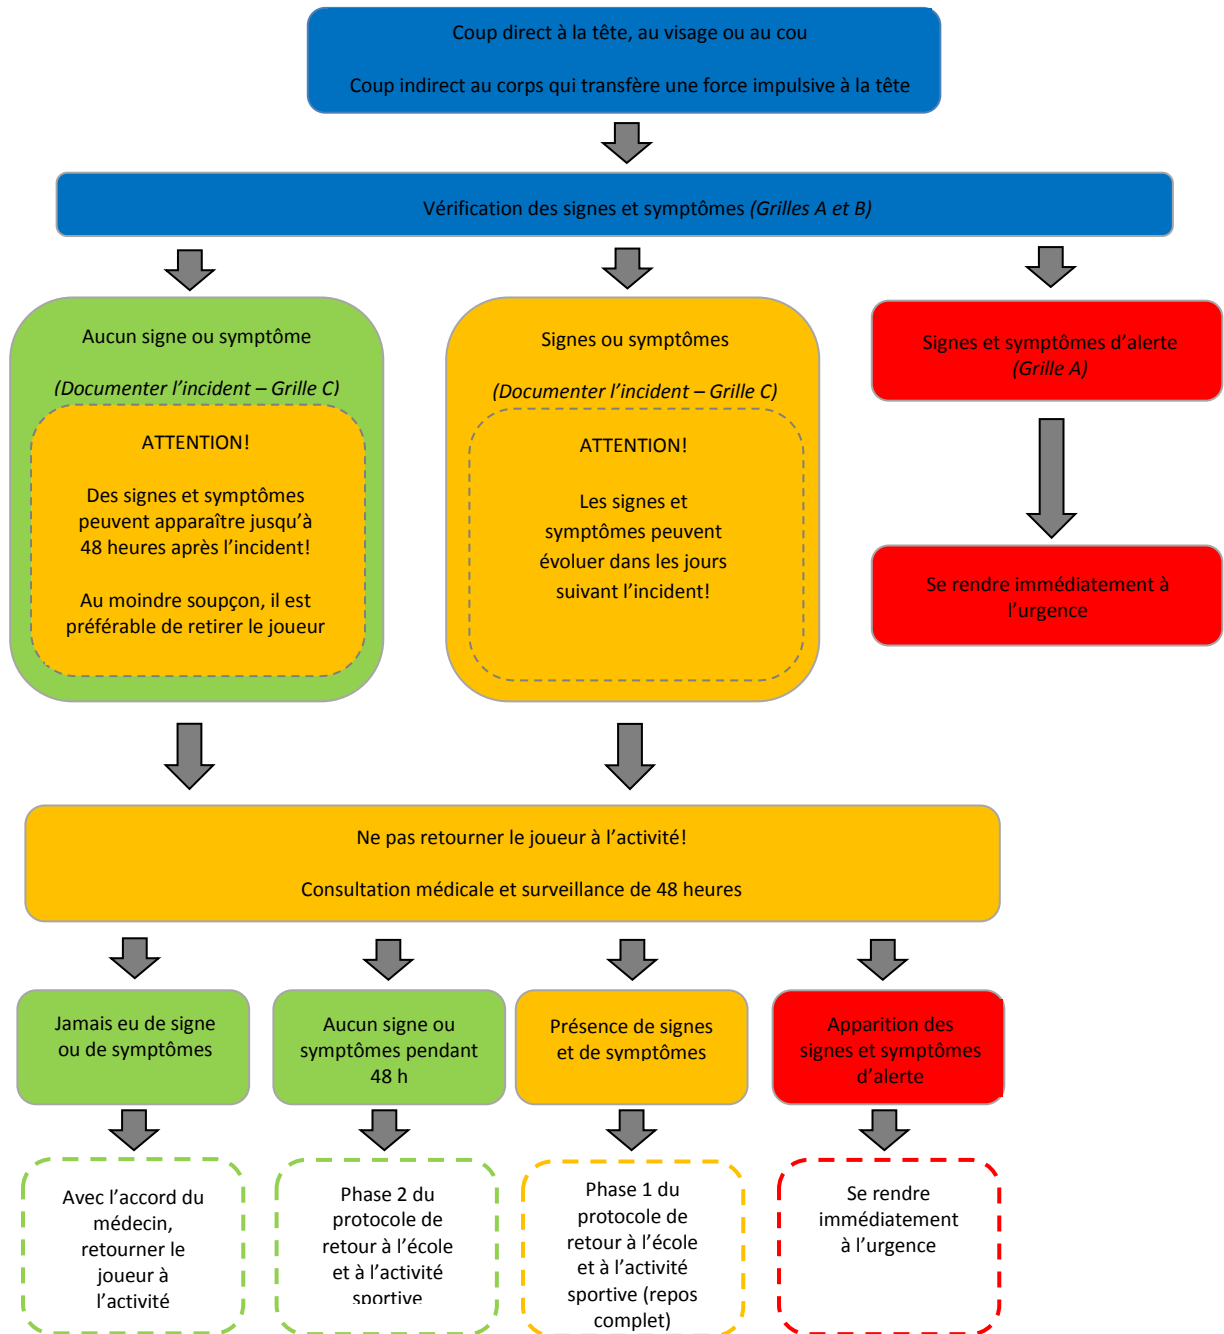 Coup direct à la tête, au visage ou au cou
Coup indirect au corps qui transfère une force impulsive à la tête
Vérification des signes et symptômes (Grilles A et B)
Aucun signe ou symptôme
(Documenter l’incident – Grille C)
ATTENTION!
Des signes et symptômes
peuvent apparaître jusqu’à
48 heures après l’incident!
Au moindre soupçon, il est
préférable de retirer le joueur
Signes ou symptômes
(Documenter l’incident – Grille C)
ATTENTION!
Les signes et
symptômes peuvent
évoluer dans les jours
suivant l’incident!
Signes et symptômes d’alerte
(Grille A)
Se rendre immédiatement à
l’urgence
Ne pas retourner le joueur à l’activité!
Consultation médicale et surveillance de 48 heures
Jamais eu de signe
ou de symptômes
Aucun signe ou
symptômes pendant
48 h
Présence de signes
et de symptômes
Apparition des
signes et symptômes
d’alerte
Avec l’accord du
médecin,
retourner le
joueur à
l’activité
Phase 2 du
protocole de
retour à l’école
et à l’activité
sportive
Phase 1 du
protocole de
retour à l’école
et à l’activité
sportive (repos
complet)
Se rendre
immédiatement
à l’urgence